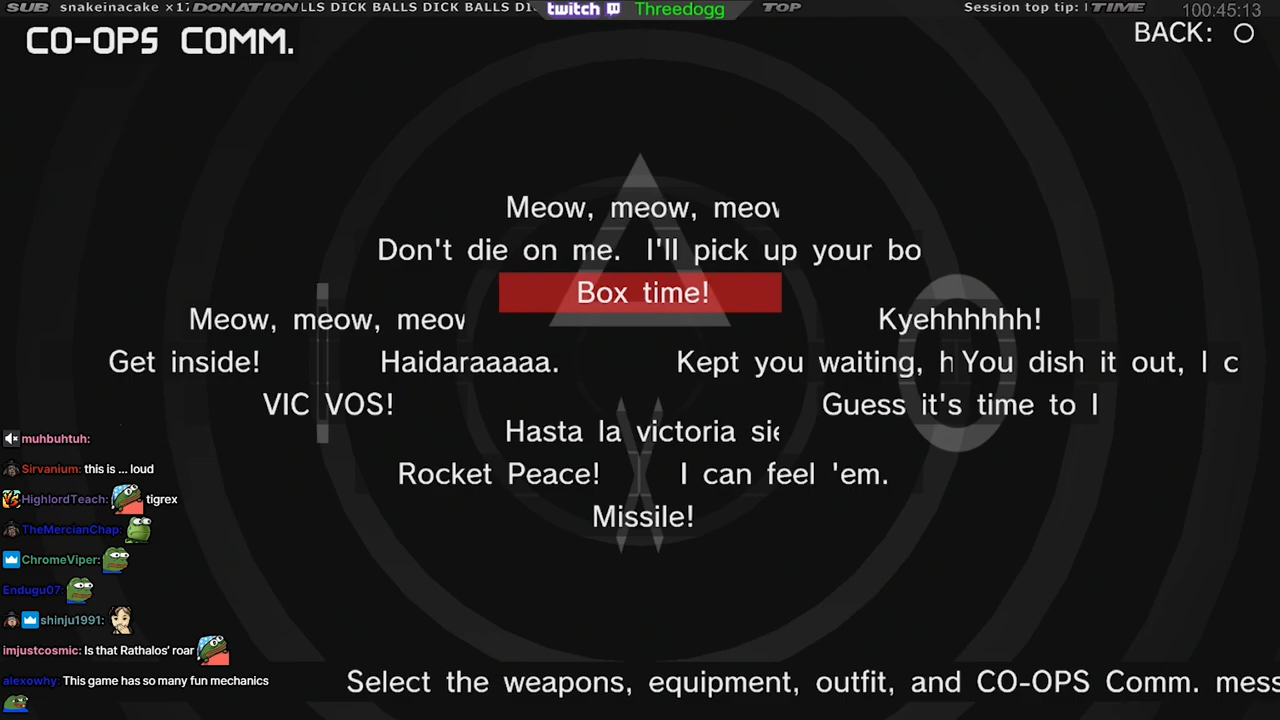 SUB snakeinacake ×17 DONATION LLS DICK BALLS DICK BALLS DI twitch Threedogg TOP Session top tip: TIME 100:45:13
CO-OPS COMM.
BACK: ○
Meow, meow, meow
Don't die on me. I'll pick up your bo
Box time!
Meow, meow, meow
Kyehhhhhh!
Get inside! Haidaraaaaa. Kept you waiting, h You dish it out, I c
VIC VOS!
Guess it's time to l
Hasta la victoria sie
Rocket Peace! I can feel 'em.
Missile!
muhbuhtuh:
Sirvanium: this is ... loud
HighlordTeach: tigrex
TheMercianChap:
ChromeViper:
Endugu07:
shinju1991:
imjustcosmic: Is that Rathalos' roar
alexowhy: This game has so many fun mechanics
Select the weapons, equipment, outfit, and CO-OPS Comm. mess